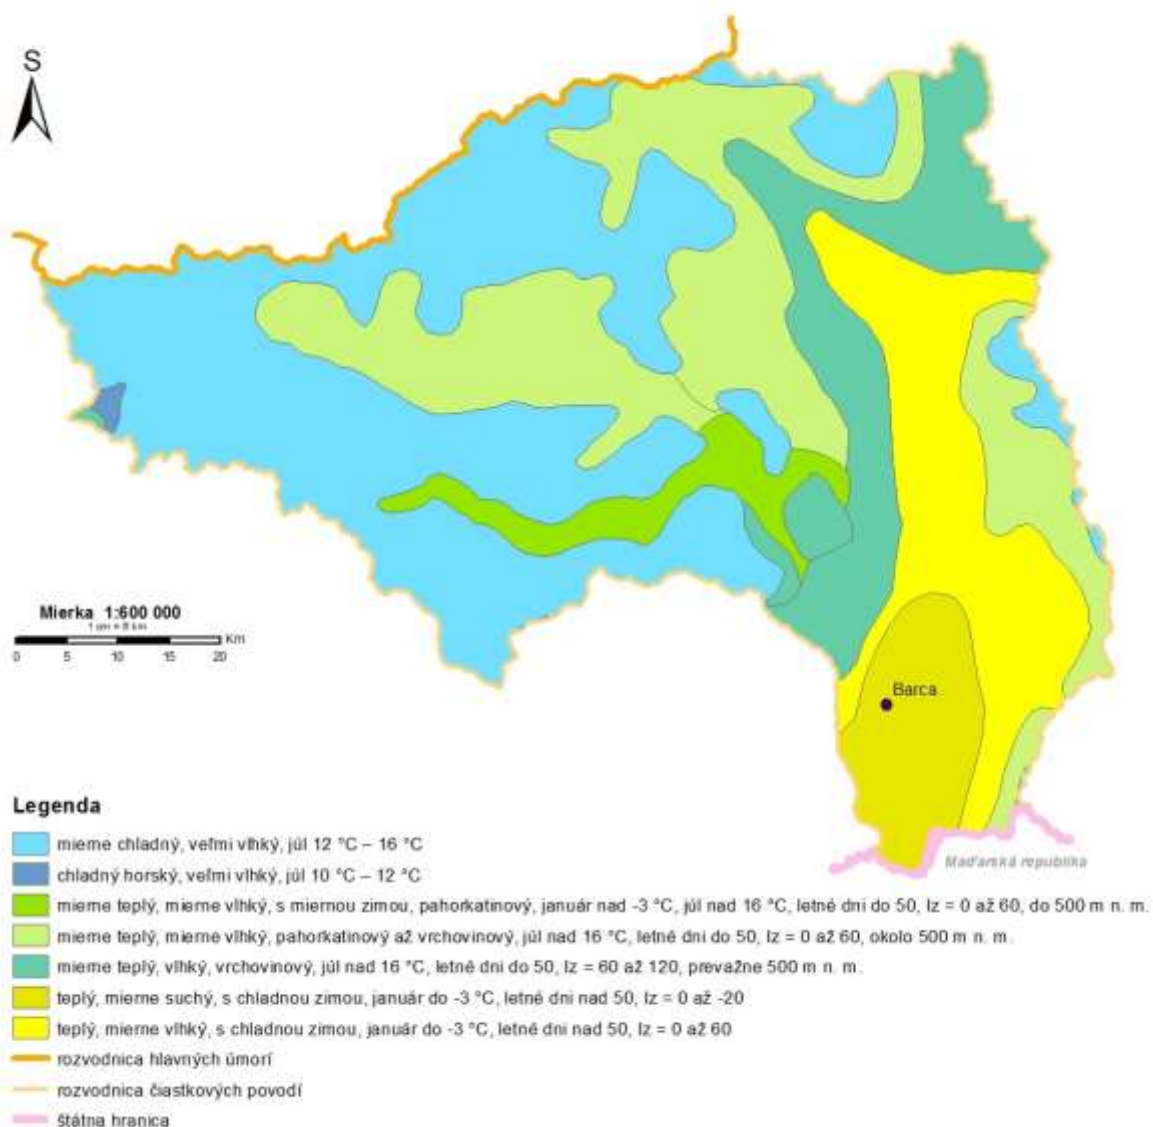 S
Mierka 1:600 000
1 cm = 6 km
Km
0 5 10 15 20
Barca
Maďarská republika
Legenda
mierne chladný, veľmi vlhký, júl 12 °C – 16 °C
chladný horský, veľmi vlhký, júl 10 °C – 12 °C
mierne teplý, mierne vlhký, s miernou zimou, pahorkatinový, január nad -3 °C, júl nad 16 °C, letné dni do 50, Iz = 0 až 60, do 500 m n. m.
mierne teplý, mierne vlhký, pahorkatinový až vrchovinový, júl nad 16 °C, letné dni do 50, Iz = 0 až 60, okolo 500 m n. m.
mierne teplý, vlhký, vrchovinový, júl nad 16 °C, letné dni do 50, Iz = 60 až 120, prevažne 500 m n. m.
teplý, mierne suchý, s chladnou zimou, január do -3 °C, letné dni nad 50, Iz = 0 až -20
teplý, mierne vlhký, s chladnou zimou, január do -3 °C, letné dni nad 50, Iz = 0 až 60
rozvodnica hlavných úmorí
rozvodnica čiastkových povodí
štátna hranica